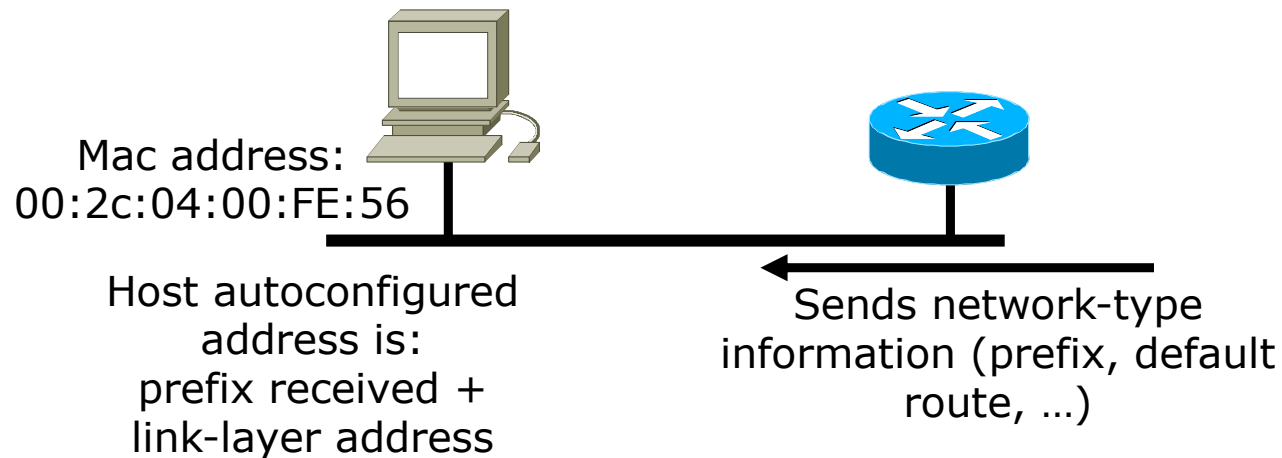 Mac address:
00:2c:04:00:FE:56
Host autoconfigured
address is:
prefix received +
link-layer address
Sends network-type
information (prefix, default
route, …)